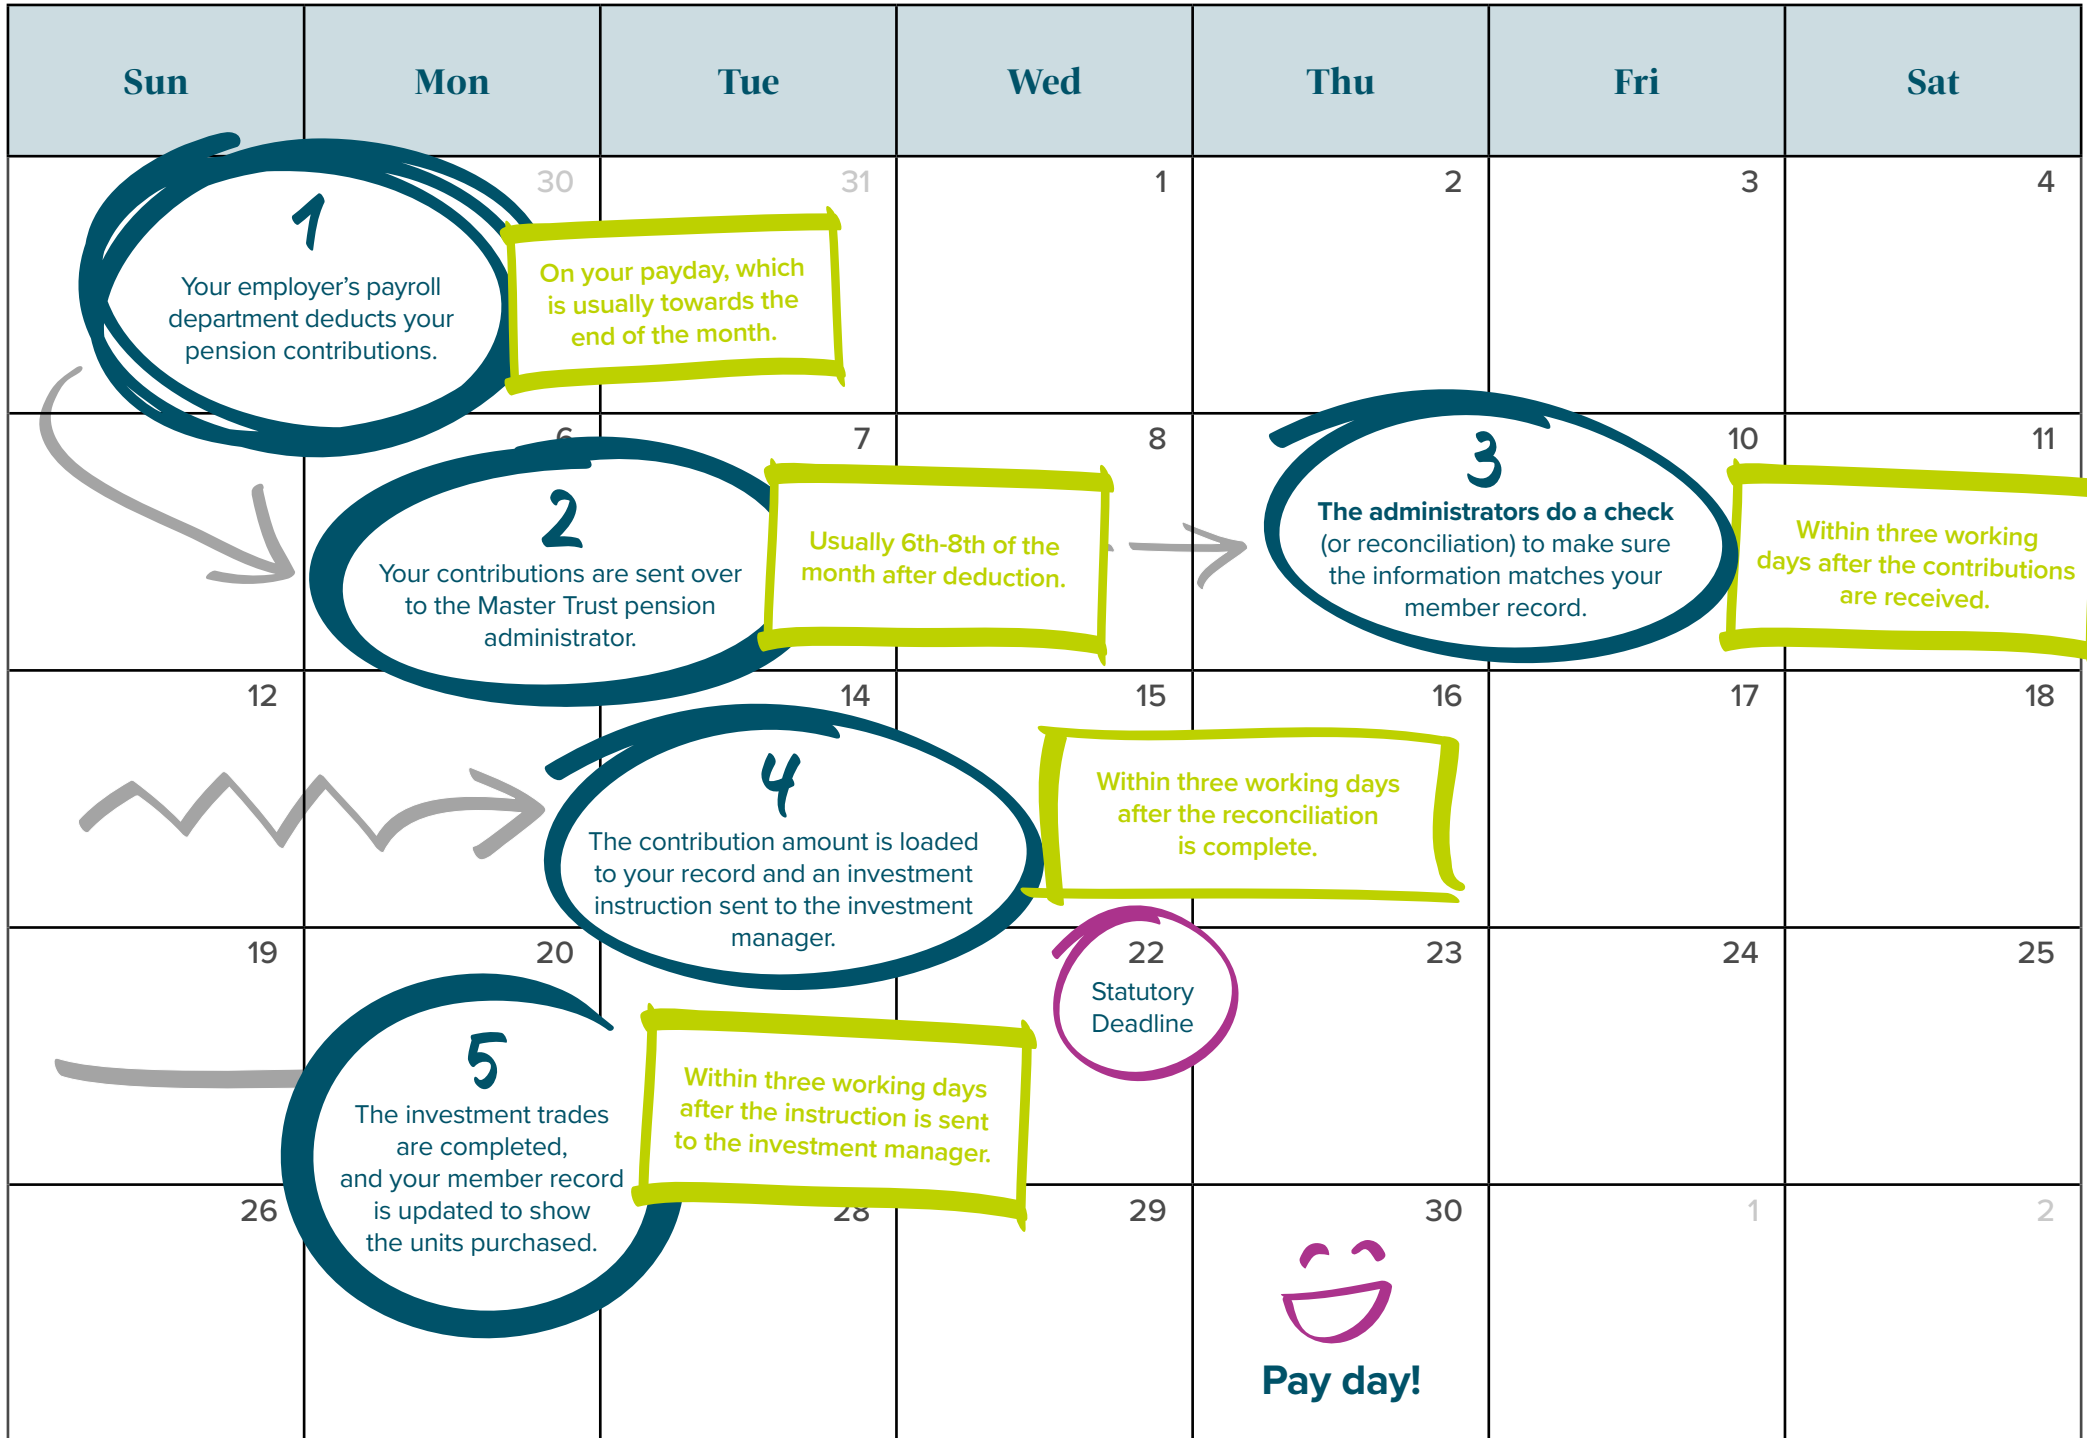 Sun Mon Tue Wed Thu Fri Sat
30 31 1 2 3 4
1
Your employer's payroll
department deducts your
pension contributions.
On your payday, which
is usually towards the
end of the month.
6 7 8 10 11
2
Your contributions are sent over
to the Master Trust pension
administrator.
Usually 6th-8th of the
month after deduction.
3
The administrators do a check
(or reconciliation) to make sure
the information matches your
member record.
Within three working
days after the contributions
are received.
12 14 15 16 17 18
4
The contribution amount is loaded
to your record and an investment
instruction sent to the investment
manager.
Within three working days
after the reconciliation
is complete.
19 20 22 23 24 25
Statutory
Deadline
5
The investment trades
are completed,
and your member record
is updated to show
the units purchased.
Within three working days
after the instruction is sent
to the investment manager.
26 28 29 30 1 2
Pay day!